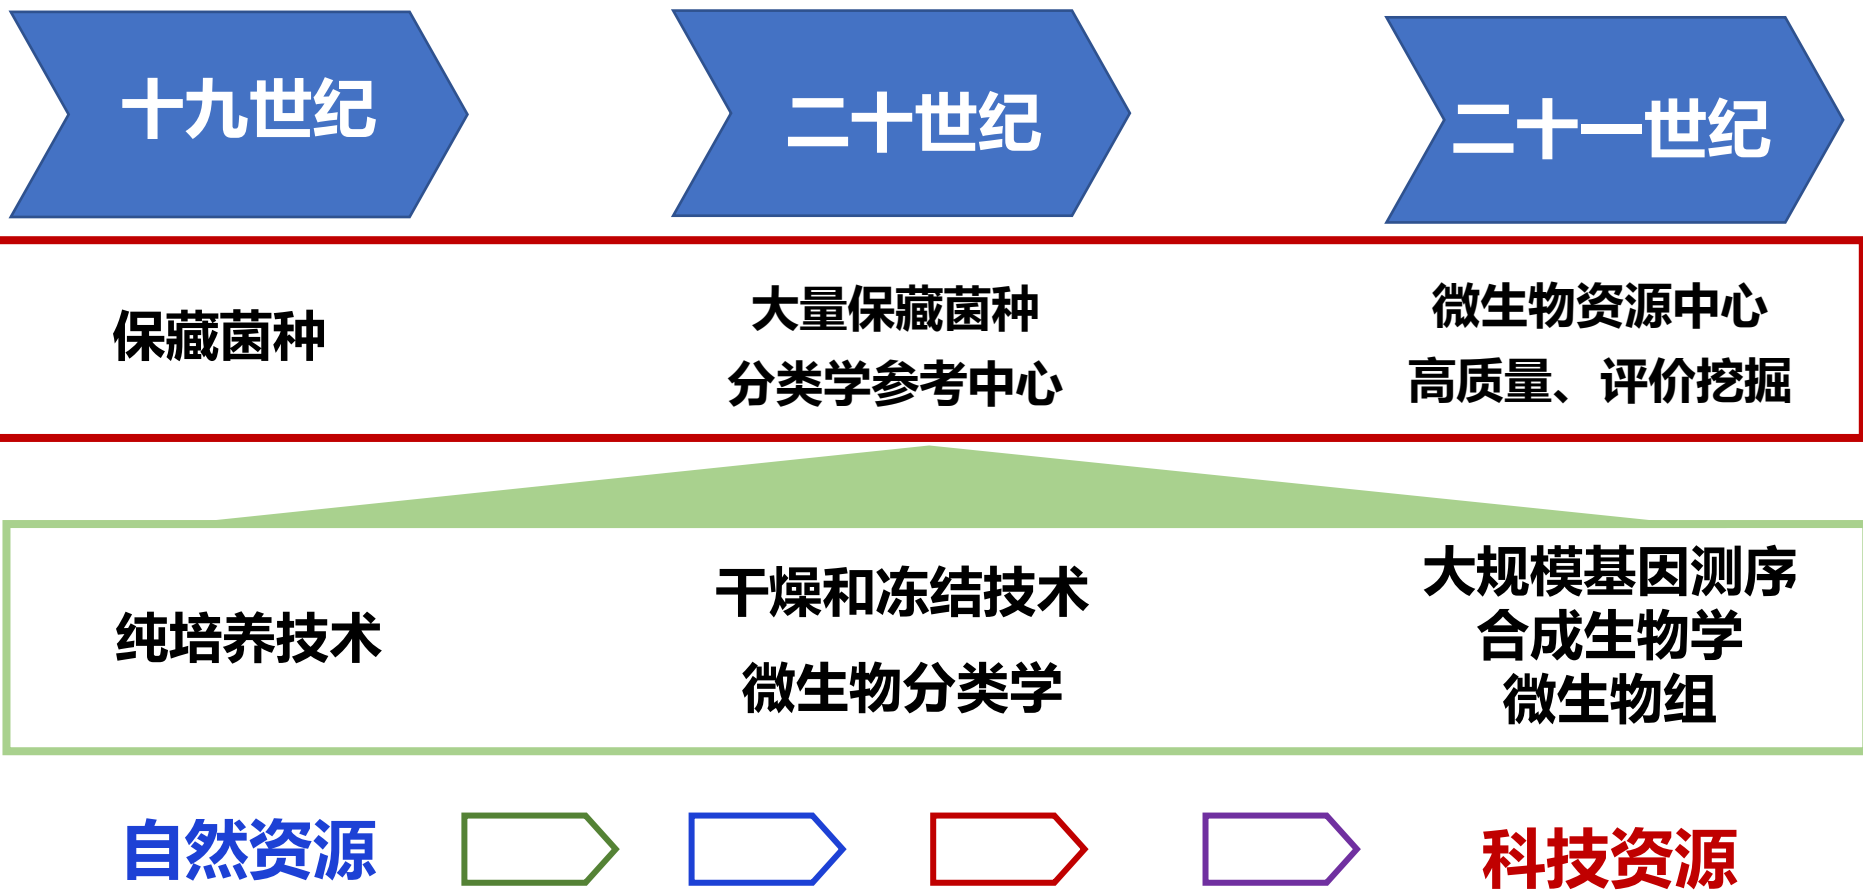 十九世纪
二十世纪
二十一世纪
保藏菌种
大量保藏菌种
分类学参考中心
微生物资源中心
高质量、评价挖掘
纯培养技术
干燥和冻结技术
微生物分类学
大规模基因测序
合成生物学
微生物组
自然资源
科技资源